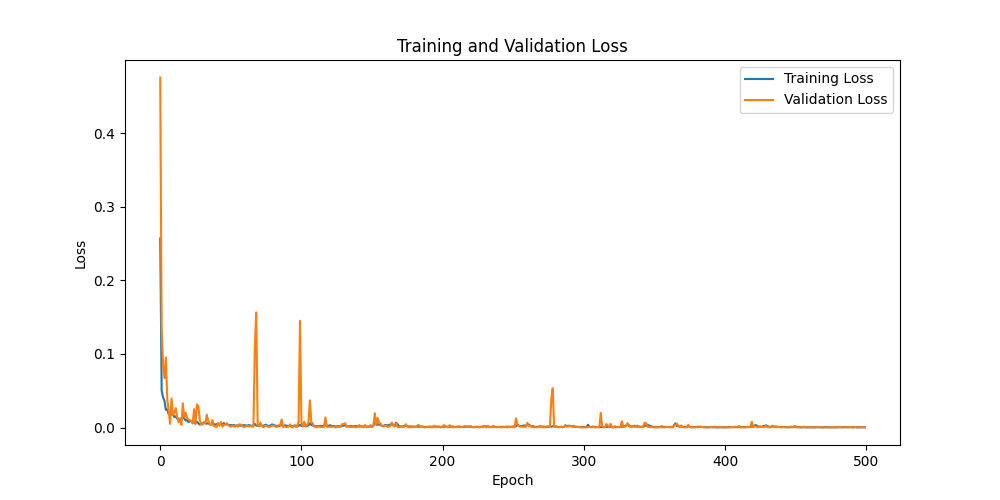 Training and Validation Loss
Training Loss
Validation Loss
Loss
0.4
0.3
0.2
0.1
0.0
0 100 200 300 400 500
Epoch